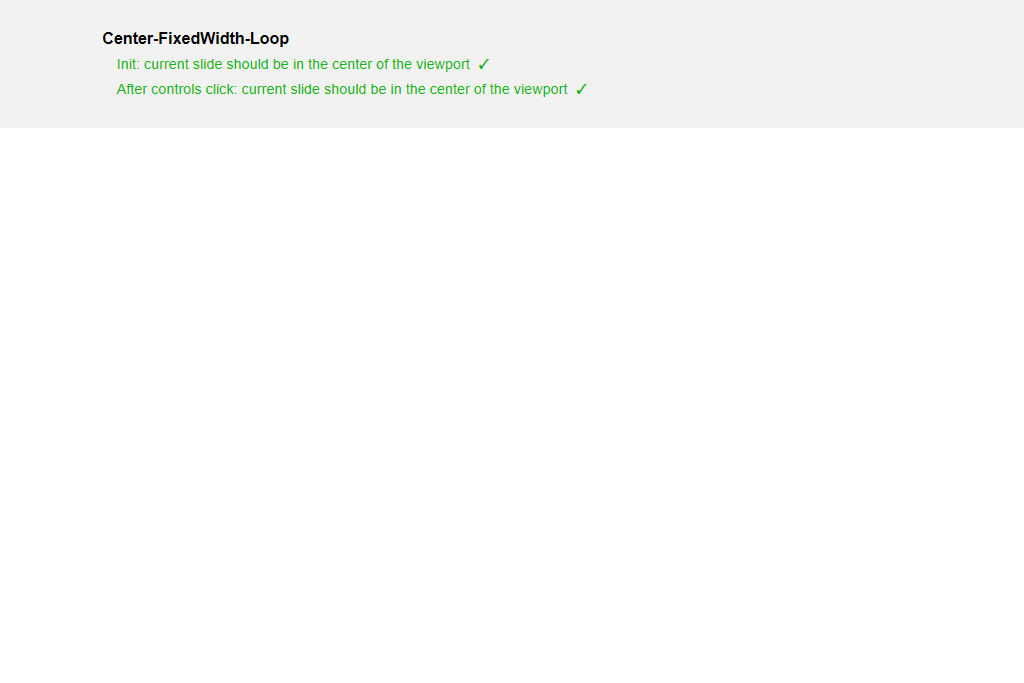 Center-FixedWidth-Loop
Init: current slide should be in the center of the viewport ✓
After controls click: current slide should be in the center of the viewport ✓